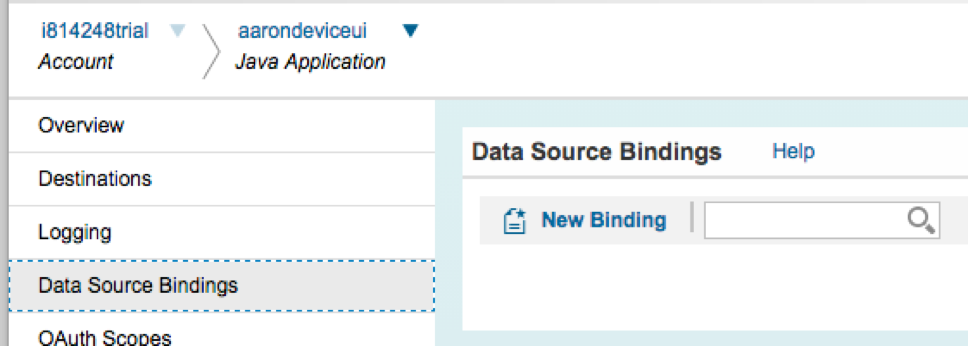 i814248trial aarondeviceui
Account Java Application
Overview
Data Source Bindings Help
Destinations
New Binding
Logging
Data Source Bindings
OAuth Scopes